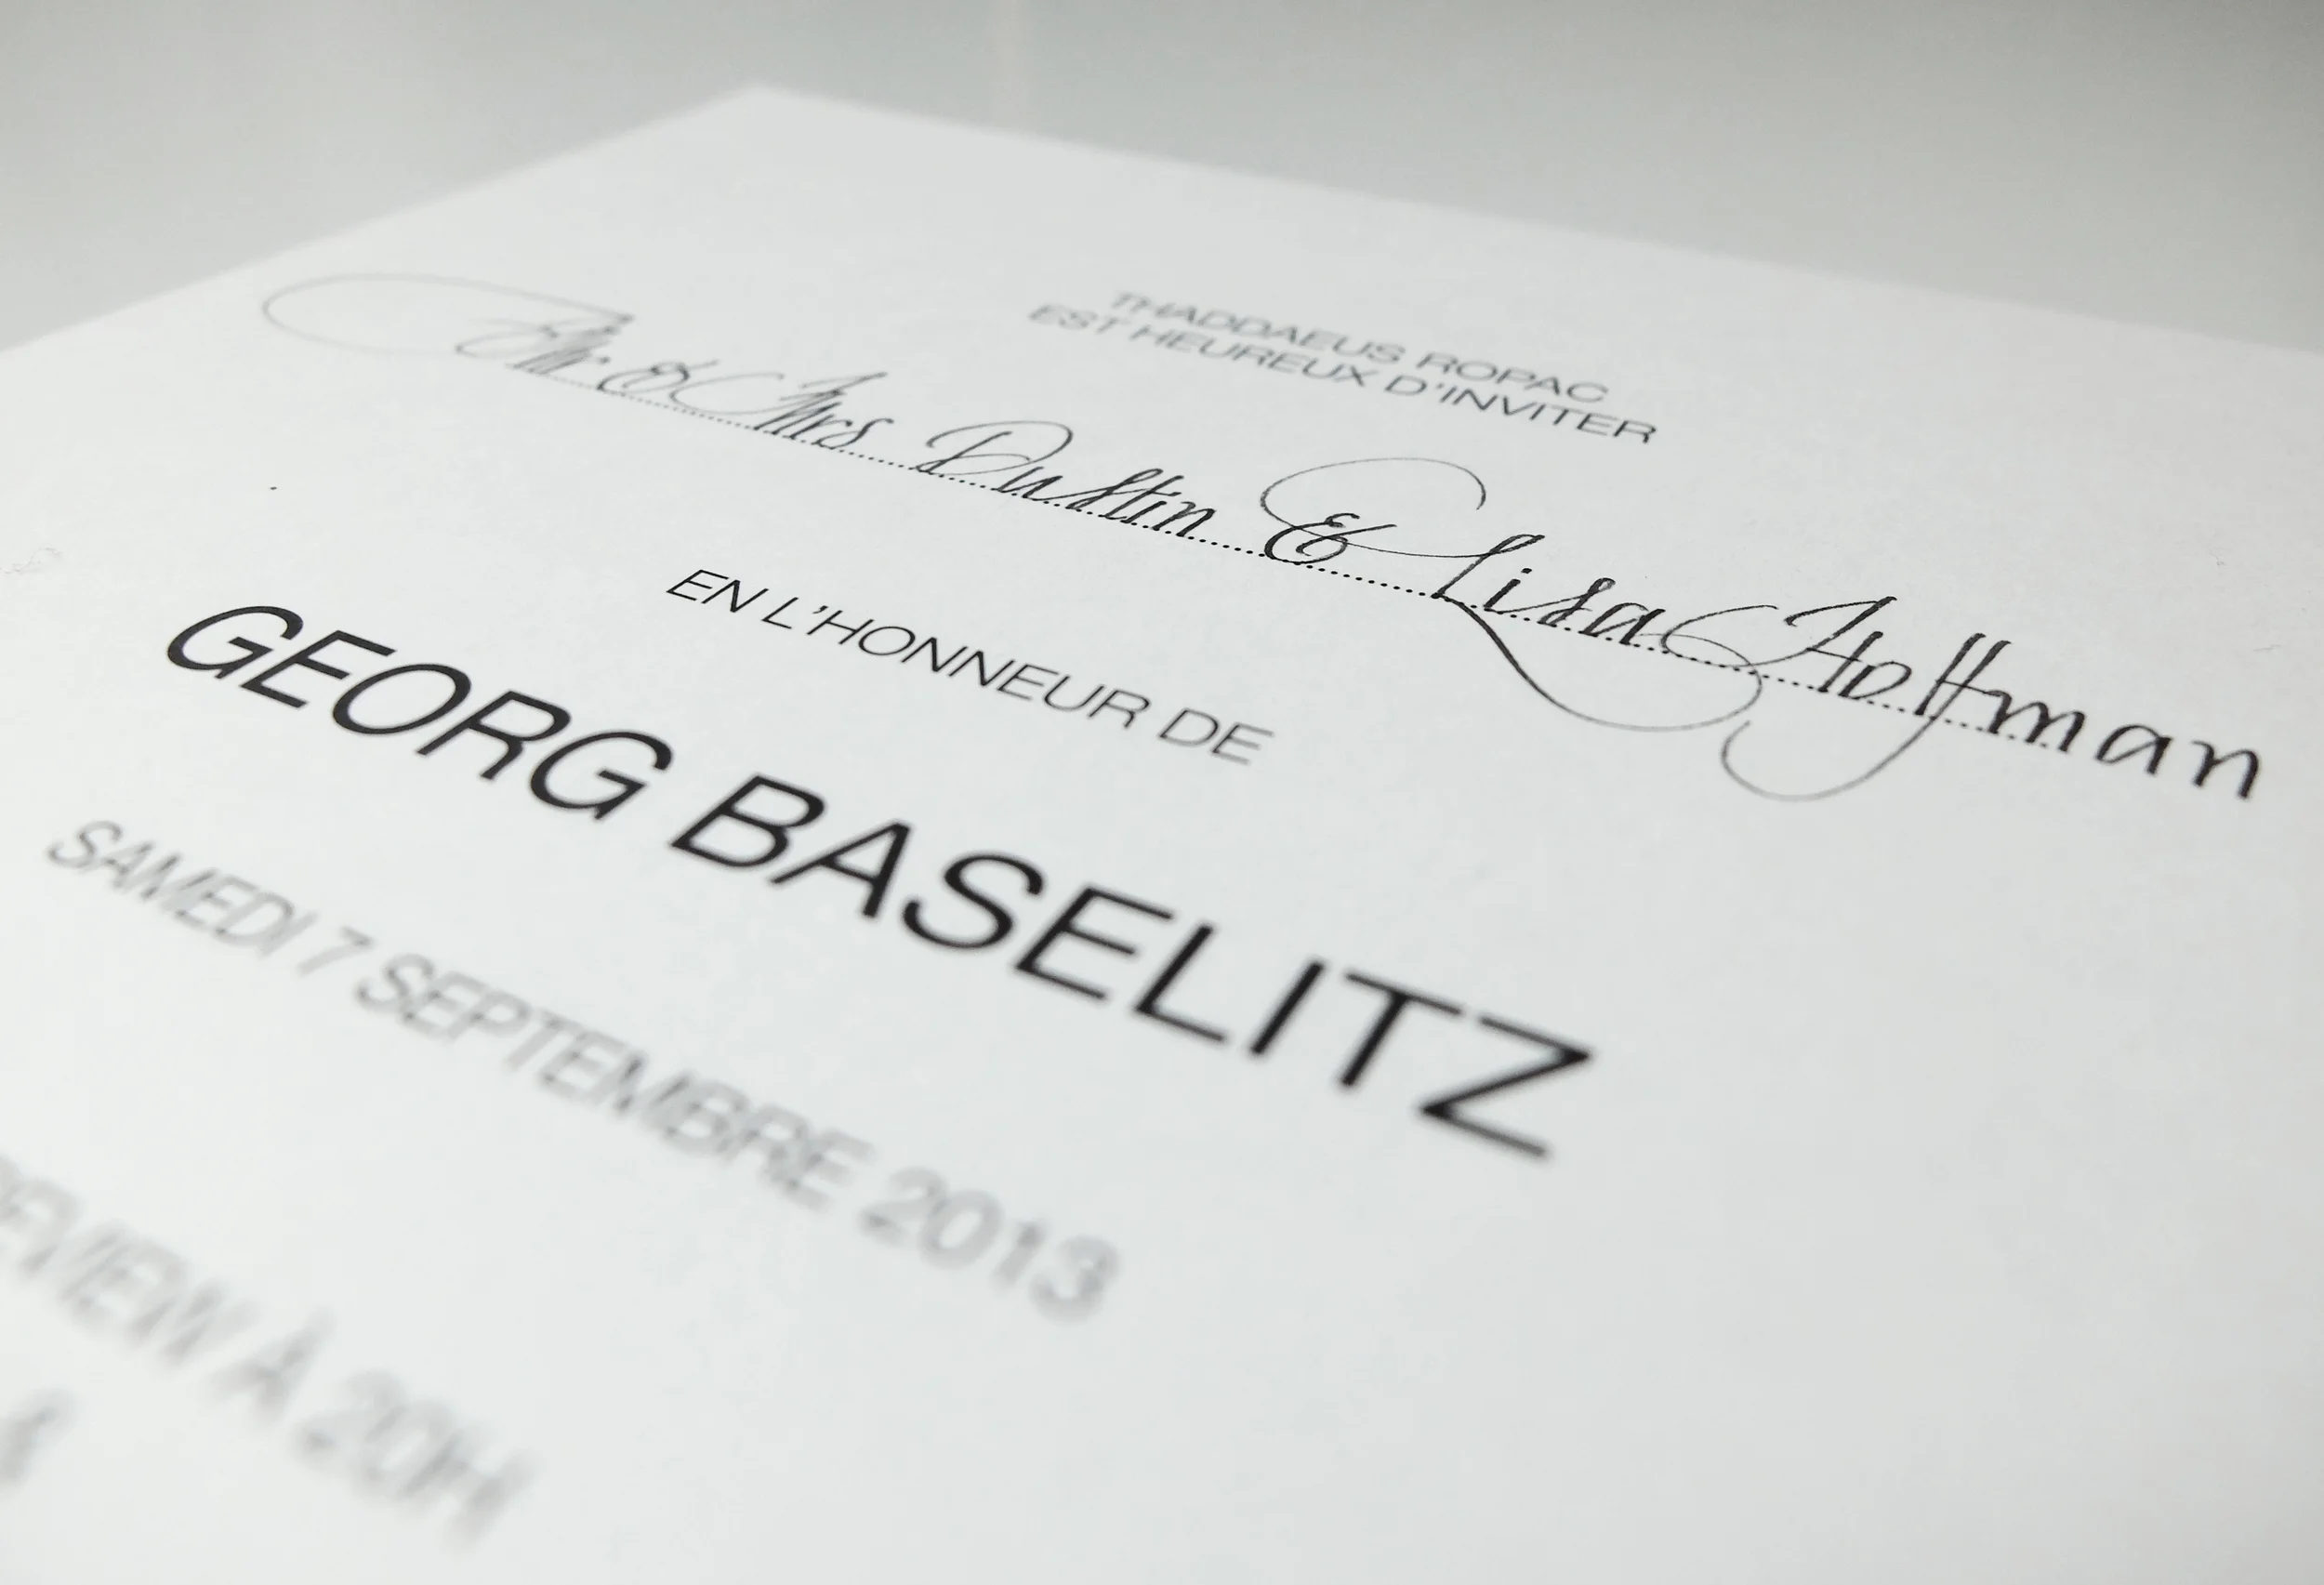 THADDAEUS ROPAC
EST HEUREUX D'INVITER
Mr. & Mrs Dustin & Lisa Hoffman
EN L'HONNEUR DE
GEORG BASELITZ
SAMEDI 7 SEPTEMBRE 2013
À 20H